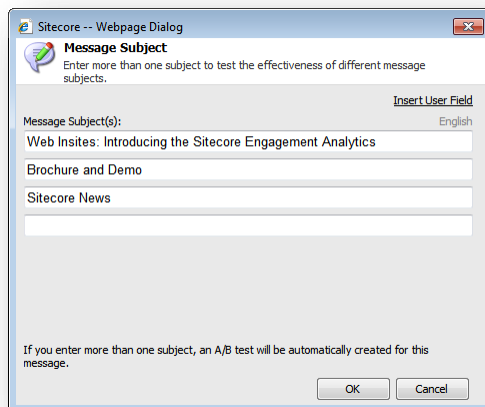 Sitecore -- Webpage Dialog
Message Subject
Enter more than one subject to test the effectiveness of different message
subjects.
Insert User Field
Message Subject(s):
English
Web Insites: Introducing the Sitecore Engagement Analytics
Brochure and Demo
Sitecore News
If you enter more than one subject, an A/B test will be automatically created for this
message.
OK
Cancel